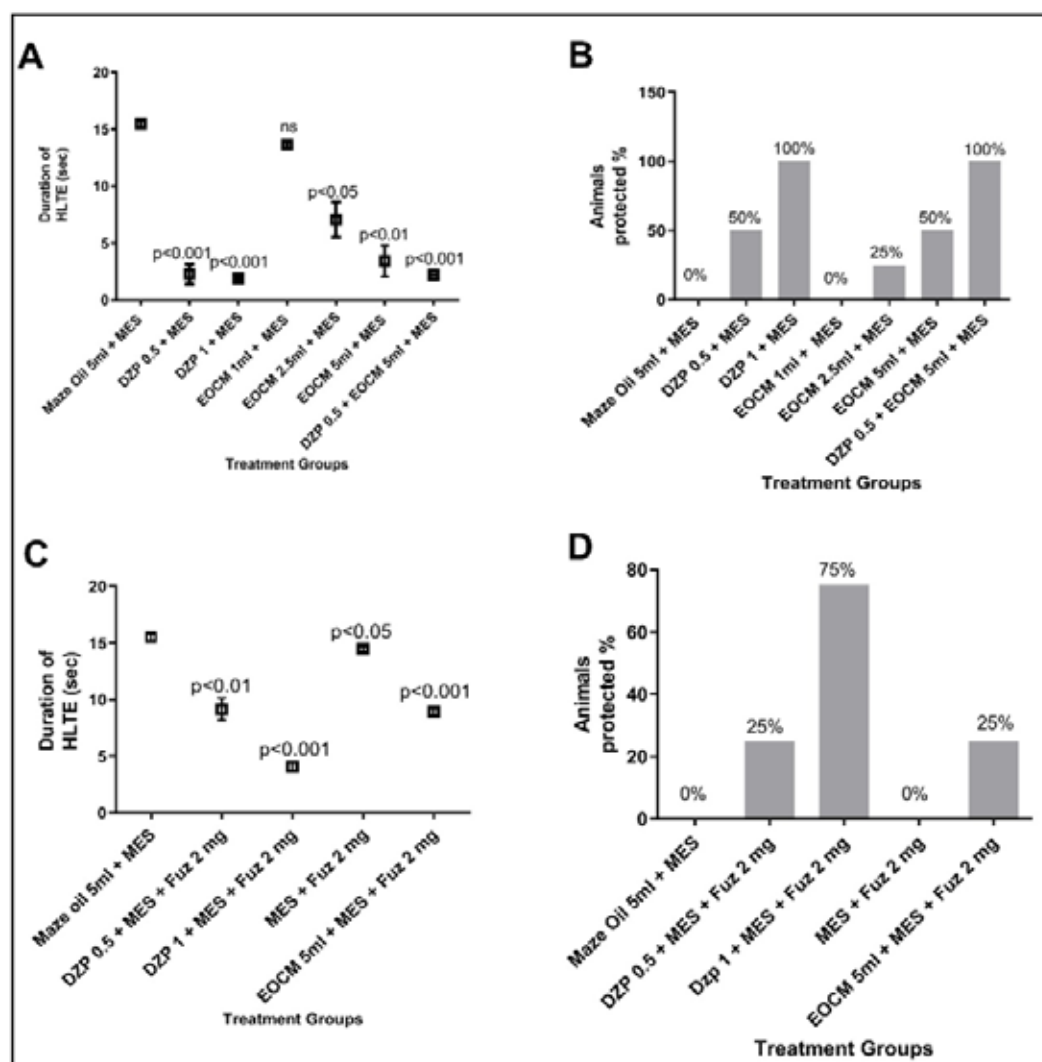 A
20
15
10
5
0
Duration of
HLTE (sec)
ns
p<0.05
p<0.01
p<0.001
p<0.001
p<0.001
Maze Oil 5ml + MES
DZP 0.5 + MES
DZP 1 + MES
EOCM 1ml + MES
EOCM 2.5ml + MES
EOCM 5ml + MES
DZP 0.5 + EOCM 5ml + MES
Treatment Groups
B
150
100
50
0
Animals
protected %
0%
50%
100%
0%
25%
50%
100%
Maze Oil 5ml + MES
DZP 0.5 + MES
DZP 1 + MES
EOCM 1ml + MES
EOCM 2.5ml + MES
EOCM 5ml + MES
DZP 0.5 + EOCM 5ml + MES
Treatment Groups
C
20
15
10
5
0
Duration of
HLTE (sec)
p<0.01
p<0.001
p<0.05
p<0.001
Maze oil 5ml + MES
DZP 0.5 + MES + Fuz 2 mg
DZP 1 + MES + Fuz 2 mg
MES + Fuz 2 mg
EOCM 5ml + MES + Fuz 2 mg
Treatment Groups
D
80
60
40
20
0
Animals
protected %
0%
25%
75%
0%
25%
Maze Oil 5ml + MES
DZP 0.5 + MES + Fuz 2 mg
Dzp 1 + MES + Fuz 2 mg
MES + Fuz 2 mg
EOCM 5ml + MES + Fuz 2 mg
Treatment Groups